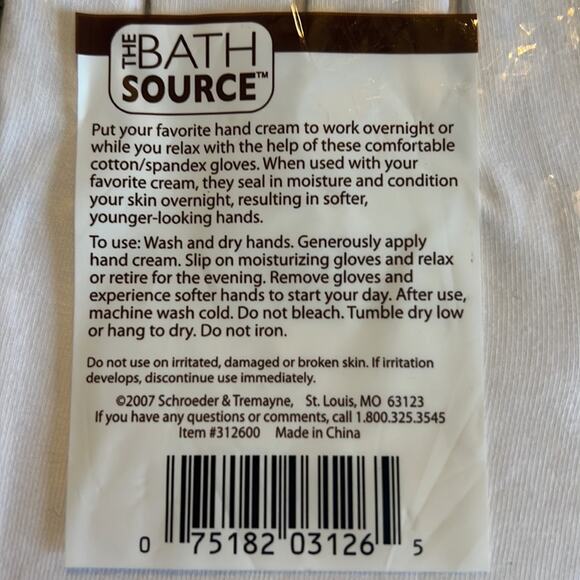 THE BATH
SOURCE™
Put your favorite hand cream to work overnight or
while you relax with the help of these comfortable
cotton/spandex gloves. When used with your
favorite cream, they seal in moisture and condition
your skin overnight, resulting in softer,
younger-looking hands.
To use: Wash and dry hands. Generously apply
hand cream. Slip on moisturizing gloves and relax
or retire for the evening. Remove gloves and
experience softer hands to start your day. After use,
machine wash cold. Do not bleach. Tumble dry low
or hang to dry. Do not iron.
Do not use on irritated, damaged or broken skin. If irritation
develops, discontinue use immediately.
©2007 Schroeder & Tremayne, St. Louis, MO 63123
If you have any questions or comments, call 1.800.325.3545
Item #312600 Made in China
0 75182 03126 5